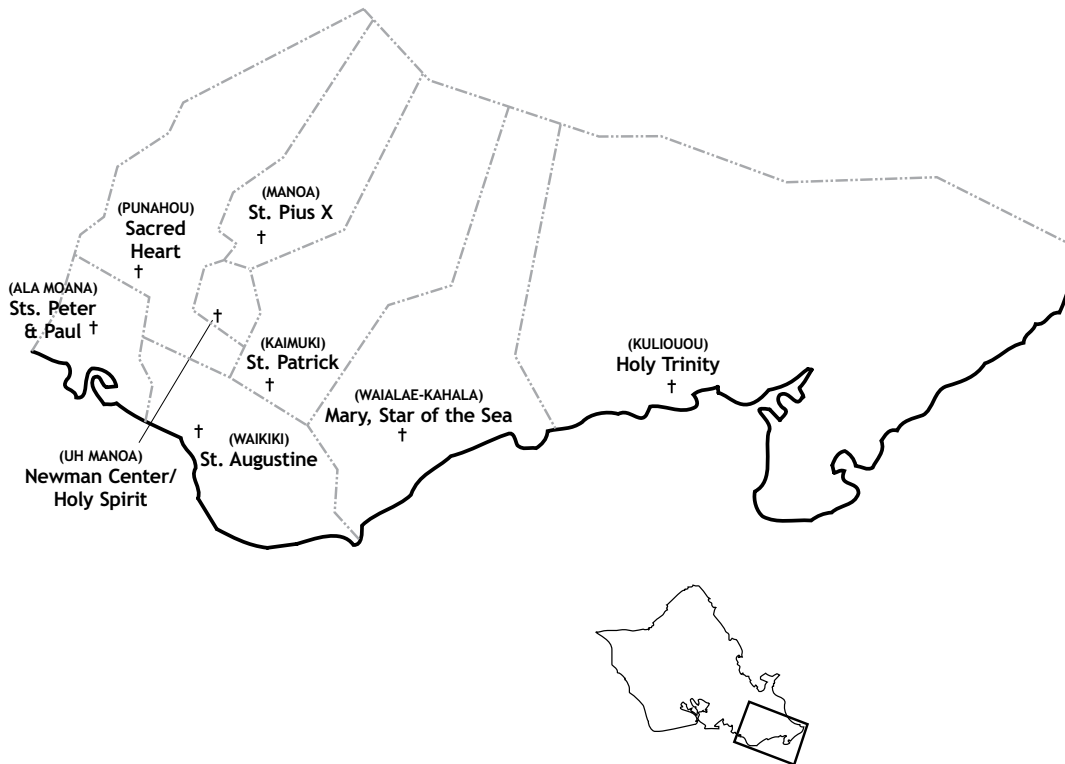 (MANOA)
St. Pius X
†
(PUNAHOU)
Sacred
Heart
†
(ALA MOANA)
Sts. Peter
& Paul †
†
(KAIMUKI)
St. Patrick
†
(KULIOUOU)
Holy Trinity
†
(WAIALAE-KAHALA)
Mary, Star of the Sea
†
†
(WAIKIKI)
St. Augustine
(UH MANOA)
Newman Center/
Holy Spirit